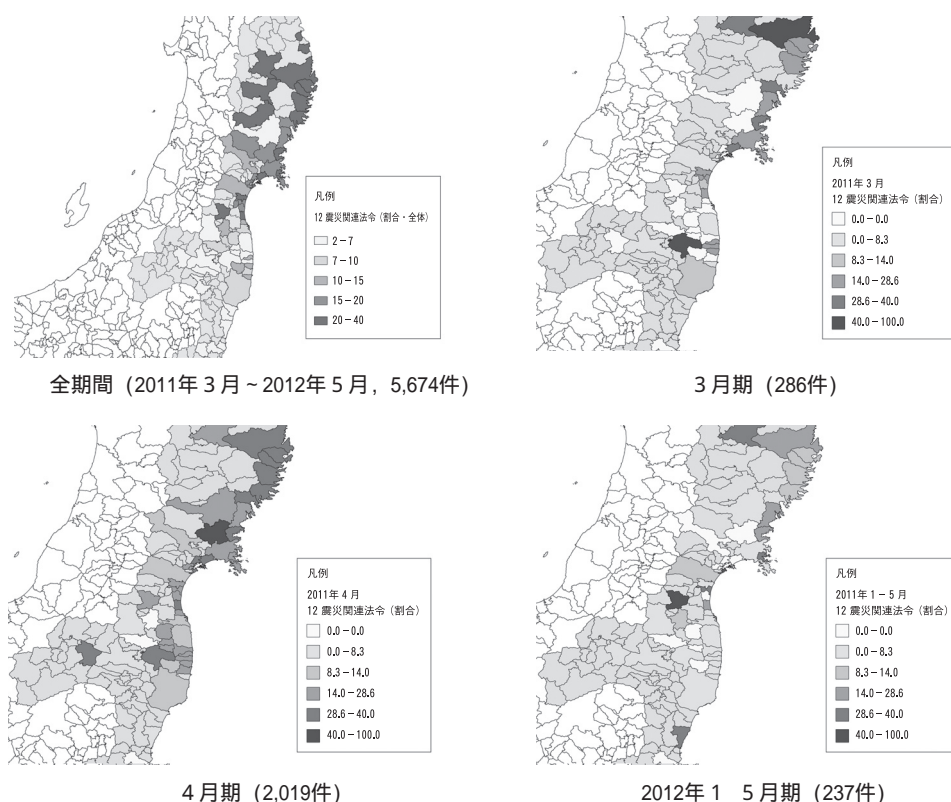 凡例
12 震災関連法令（割合・全体）
2－7
7－10
10－15
15－20
20－40
全期間（2011年３月～2012年５月，5,674件）
凡例
2011年３月
12 震災関連法令（割合）
0.0－0.0
0.0－8.3
8.3－14.0
14.0－28.6
28.6－40.0
40.0－100.0
３月期（286件）
凡例
2011年４月
12 震災関連法令（割合）
0.0－0.0
0.0－8.3
8.3－14.0
14.0－28.6
28.6－40.0
40.0－100.0
４月期（2,019件）
凡例
2011年１－５月
12 震災関連法令（割合）
0.0－0.0
0.0－8.3
8.3－14.0
14.0－28.6
28.6－40.0
40.0－100.0
2012年１　５月期（237件）